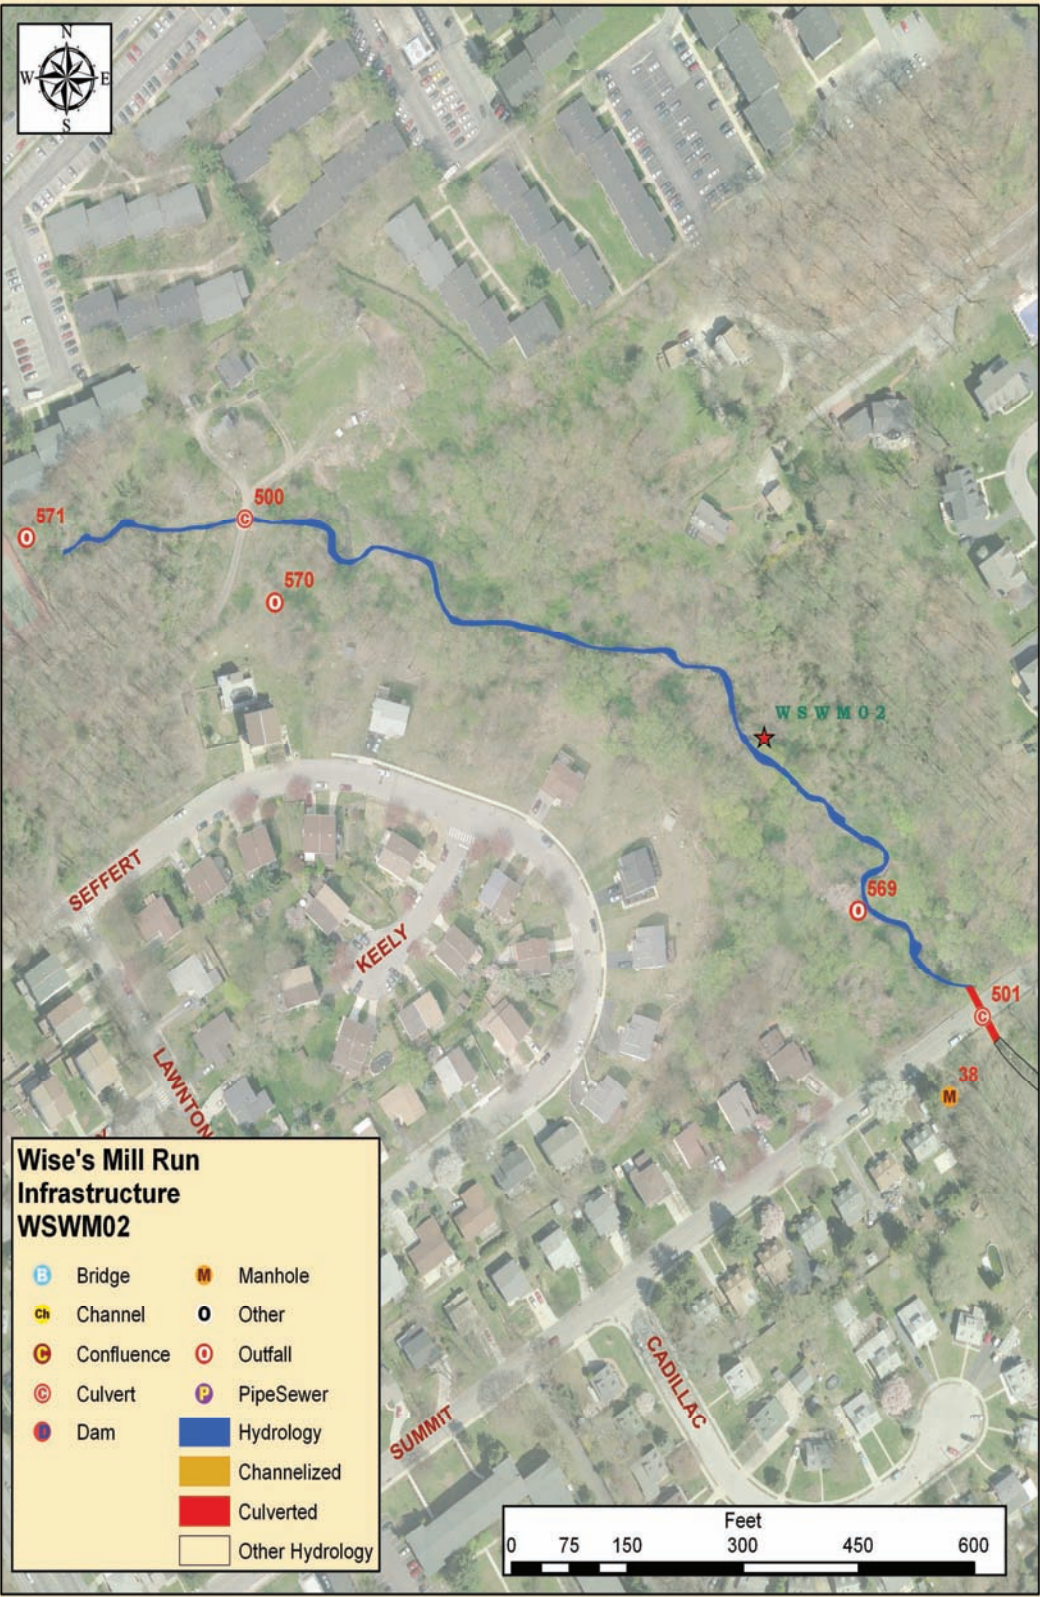 N
W E
S
500
571
570
WSWM02
SEFFERT
569
KEELY
501
LAWNTON
38
Wise's Mill Run
Infrastructure
WSWM02
B Bridge
M Manhole
Ch Channel
O Other
C Confluence
O Outfall
C Culvert
P PipeSewer
D Dam
Hydrology
Channelized
Culverted
Other Hydrology
CADILLAC
SUMMIT
Feet
0 75 150 300 450 600